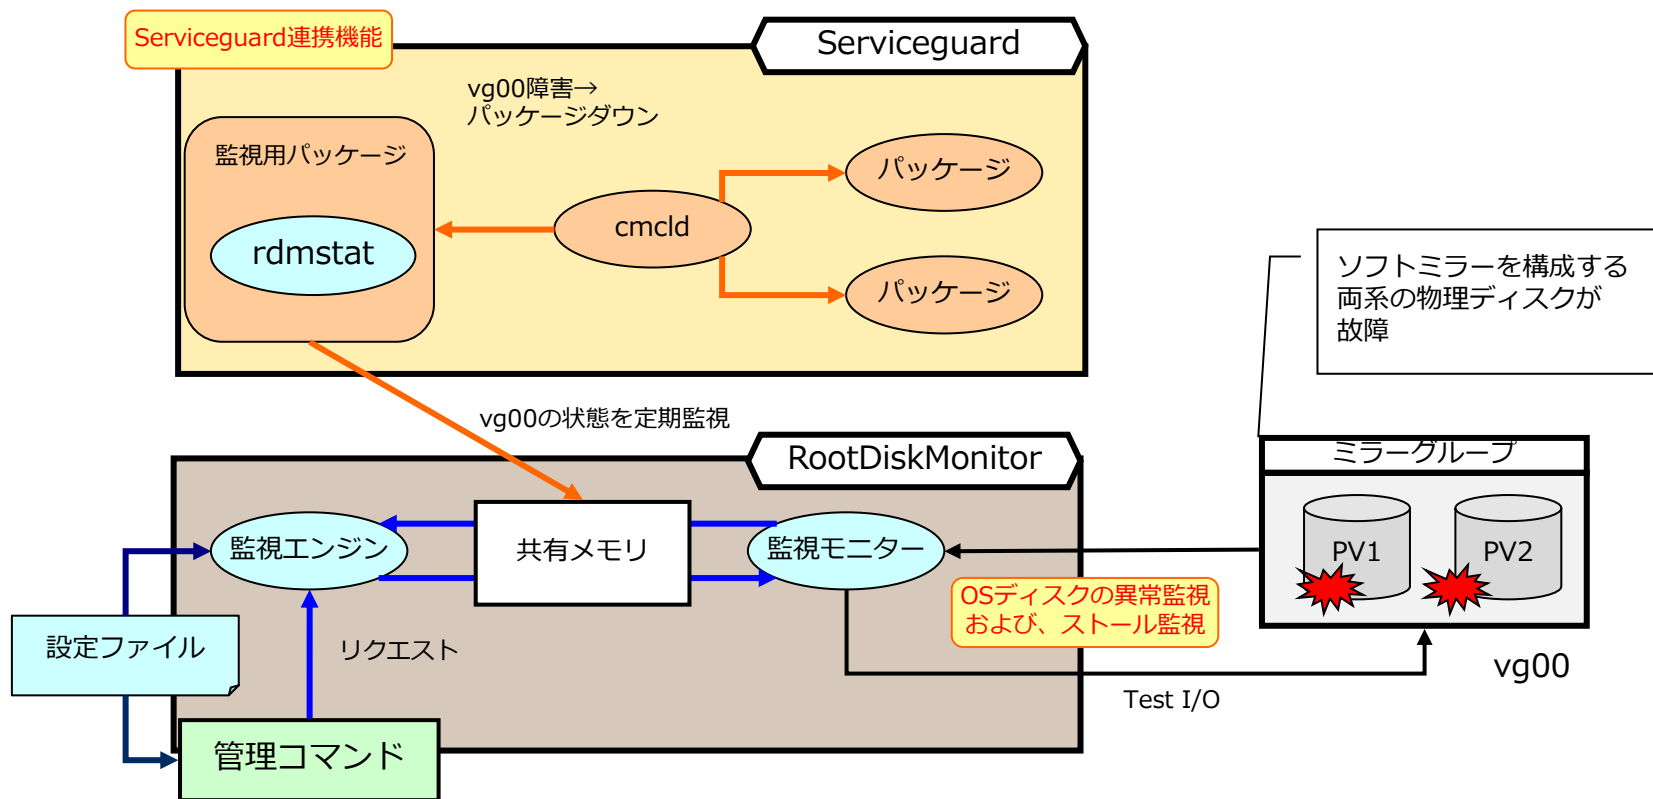 Serviceguard連携機能
Serviceguard
vg00障害→
パッケージダウン
監視用パッケージ
パッケージ
cmcld
rdmstat
パッケージ
ソフトミラーを構成する
両系の物理ディスクが
故障
vg00の状態を定期監視
RootDiskMonitor
ミラーグループ
監視エンジン
共有メモリ
監視モニター
PV1
PV2
OSディスクの異常監視
および、ストール監視
設定ファイル
リクエスト
vg00
Test I/O
管理コマンド